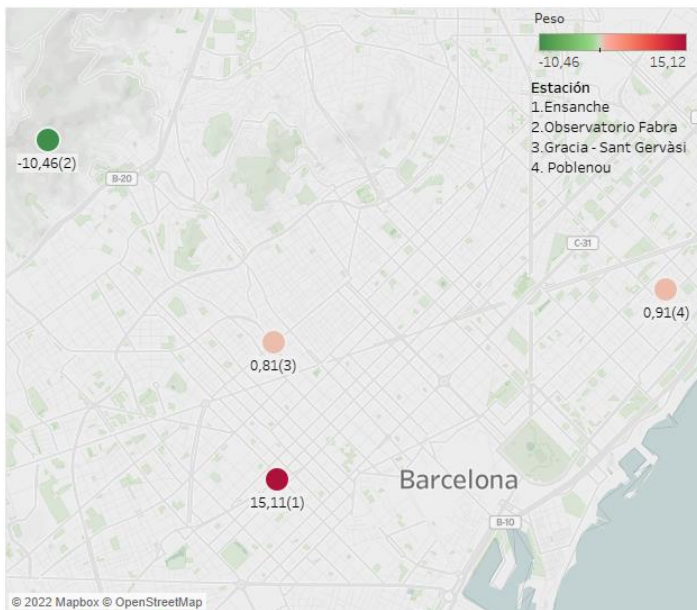 Peso
-10,46 15,12
Estación
1.Ensanche
2.Observatorio Fabra
3.Gracia - Sant Gervàsi
4. Poblenou
-10,46(2)
B-20
C-31
0,91(4)
0,81(3)
Barcelona
15,11(1)
B-10
© 2022 Mapbox © OpenStreetMap